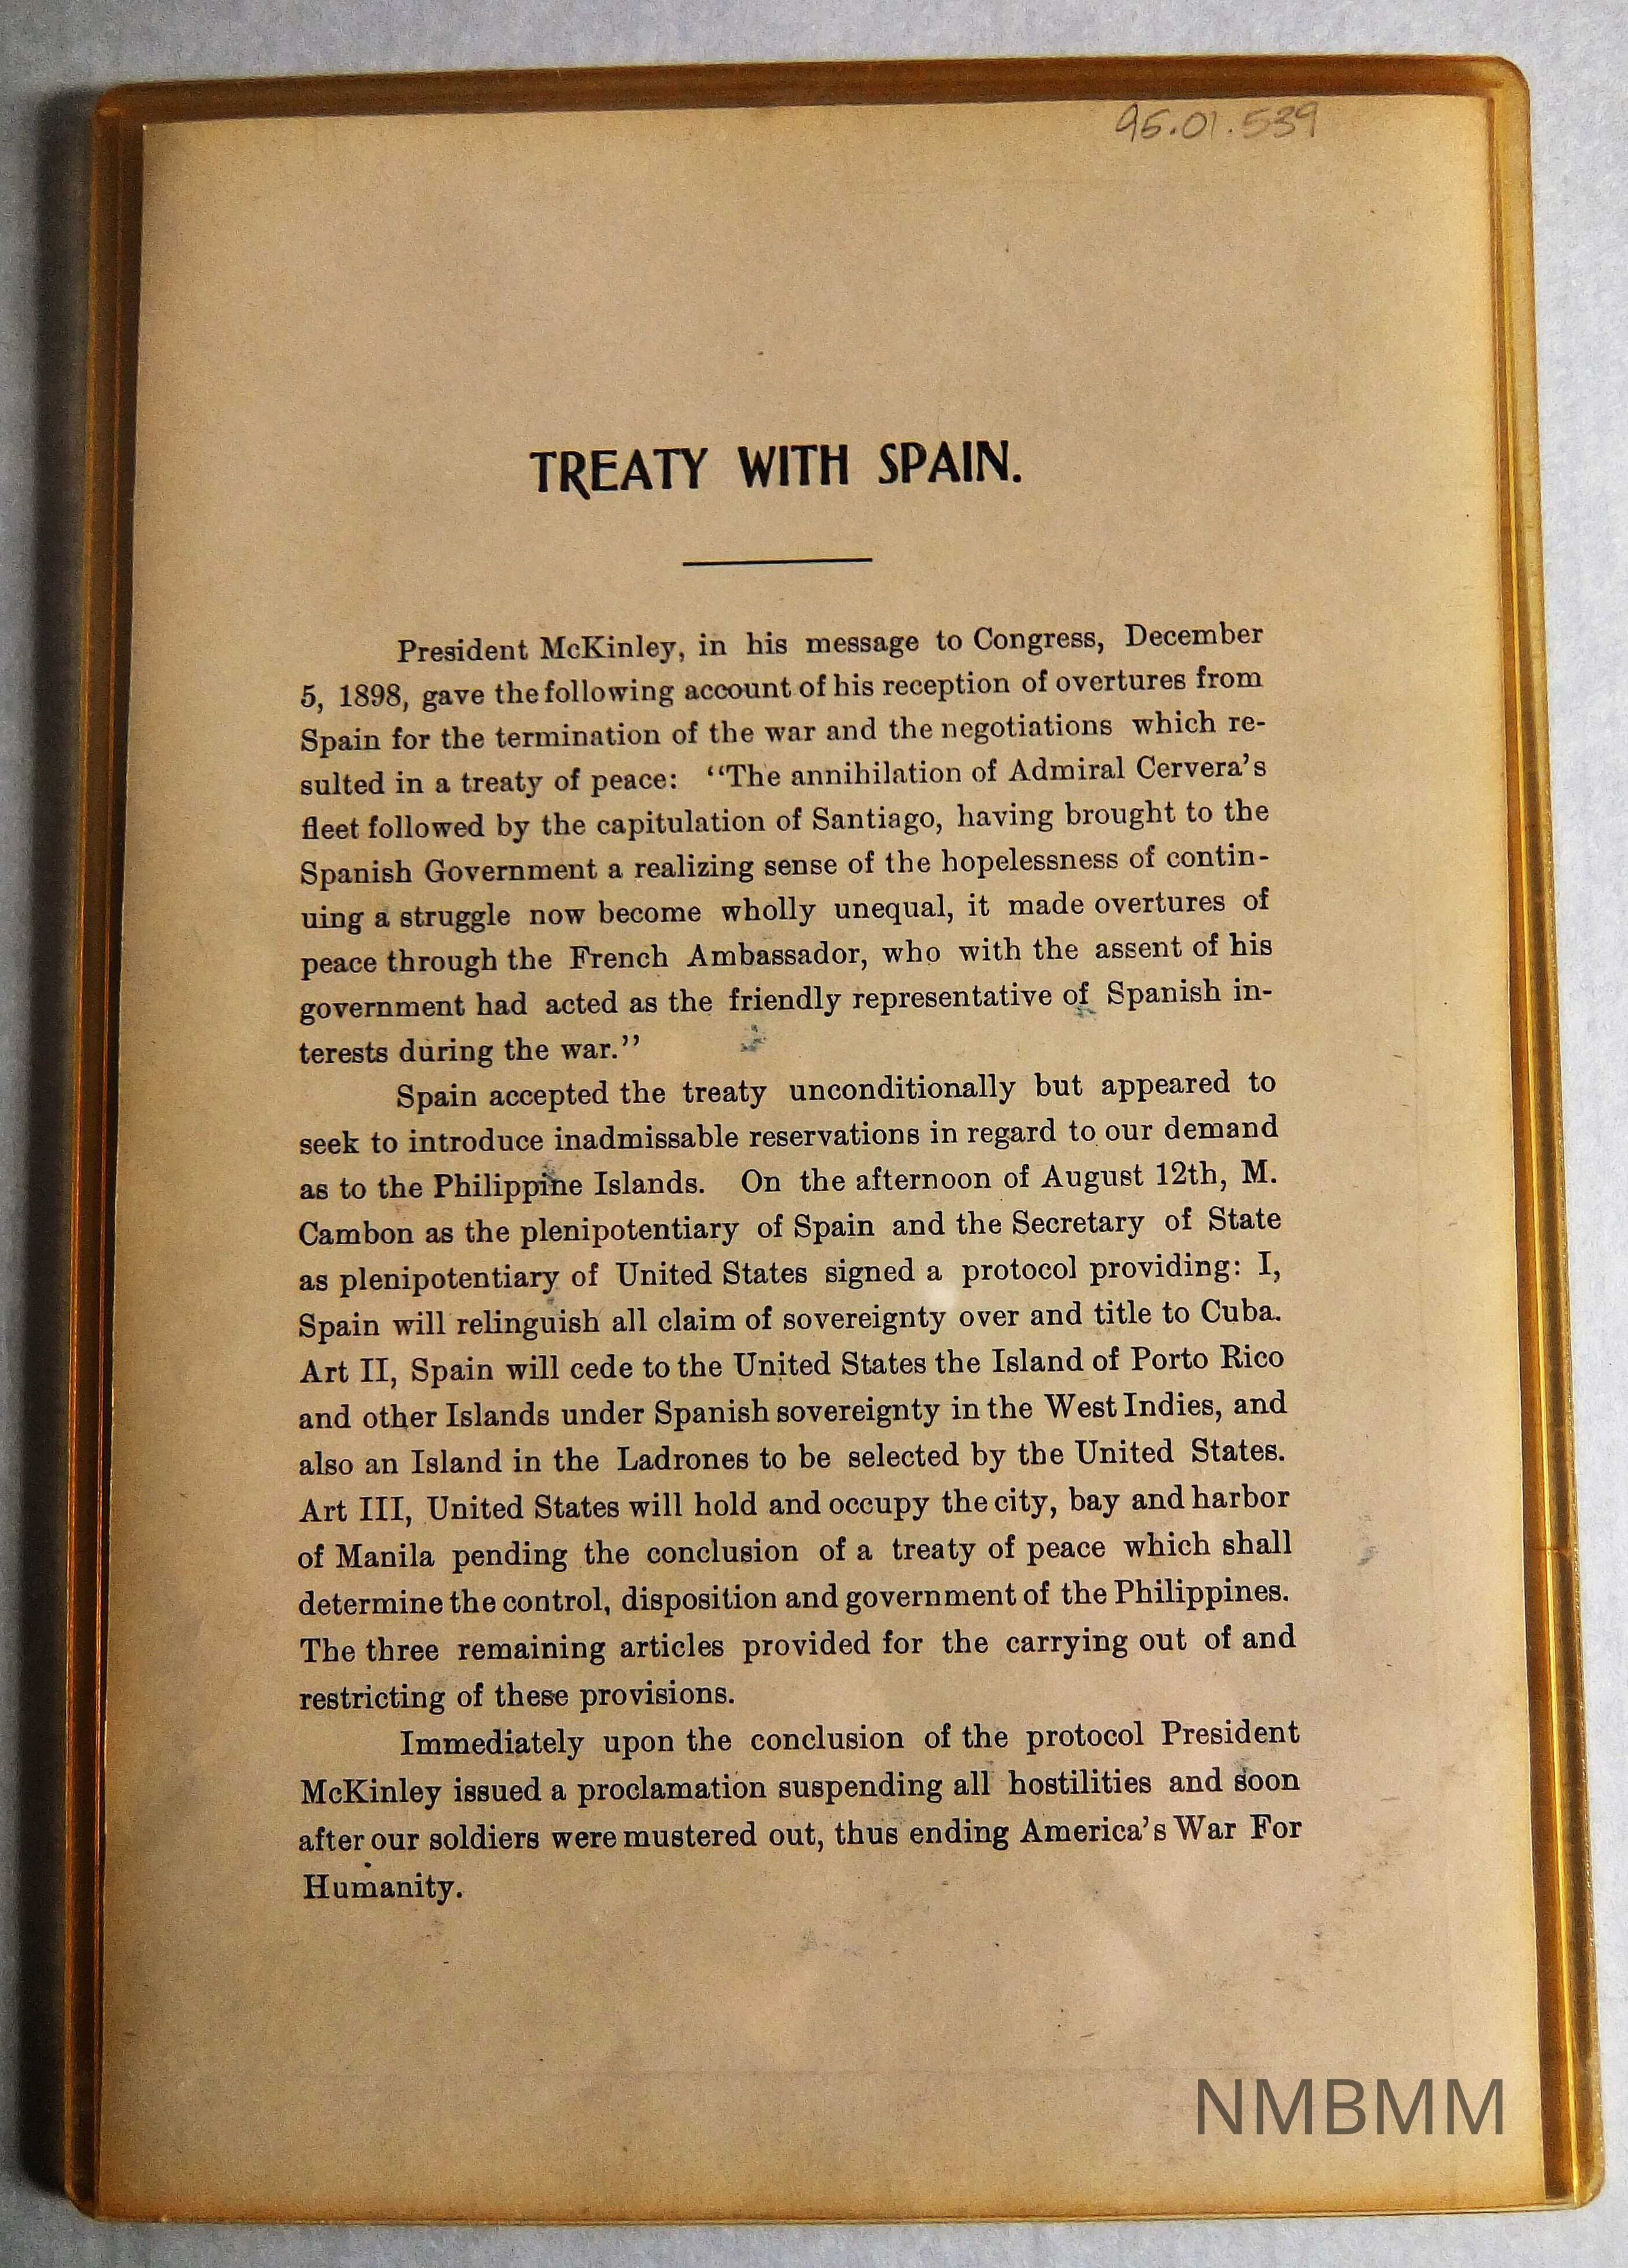 95.01.539
TREATY WITH SPAIN.
President McKinley, in his message to Congress, December
5, 1898, gave the following account of his reception of overtures from
Spain for the termination of the war and the negotiations which re-
sulted in a treaty of peace: “The annihilation of Admiral Cervera's
fleet followed by the capitulation of Santiago, having brought to the
Spanish Government a realizing sense of the hopelessness of contin-
uing a struggle now become wholly unequal, it made overtures of
peace through the French Ambassador, who with the assent of his
government had acted as the friendly representative of Spanish in-
terests during the war.”
Spain accepted the treaty unconditionally but appeared to
seek to introduce inadmissable reservations in regard to our demand
as to the Philippine Islands. On the afternoon of August 12th, M.
Cambon as the plenipotentiary of Spain and the Secretary of State
as plenipotentiary of United States signed a protocol providing: I,
Spain will relinguish all claim of sovereignty over and title to Cuba.
Art II, Spain will cede to the United States the Island of Porto Rico
and other Islands under Spanish sovereignty in the West Indies, and
also an Island in the Ladrones to be selected by the United States.
Art III, United States will hold and occupy the city, bay and harbor
of Manila pending the conclusion of a treaty of peace which shall
determine the control, disposition and government of the Philippines.
The three remaining articles provided for the carrying out of and
restricting of these provisions.
Immediately upon the conclusion of the protocol President
McKinley issued a proclamation suspending all hostilities and soon
after our soldiers were mustered out, thus ending America's War For
Humanity.
NMBMM